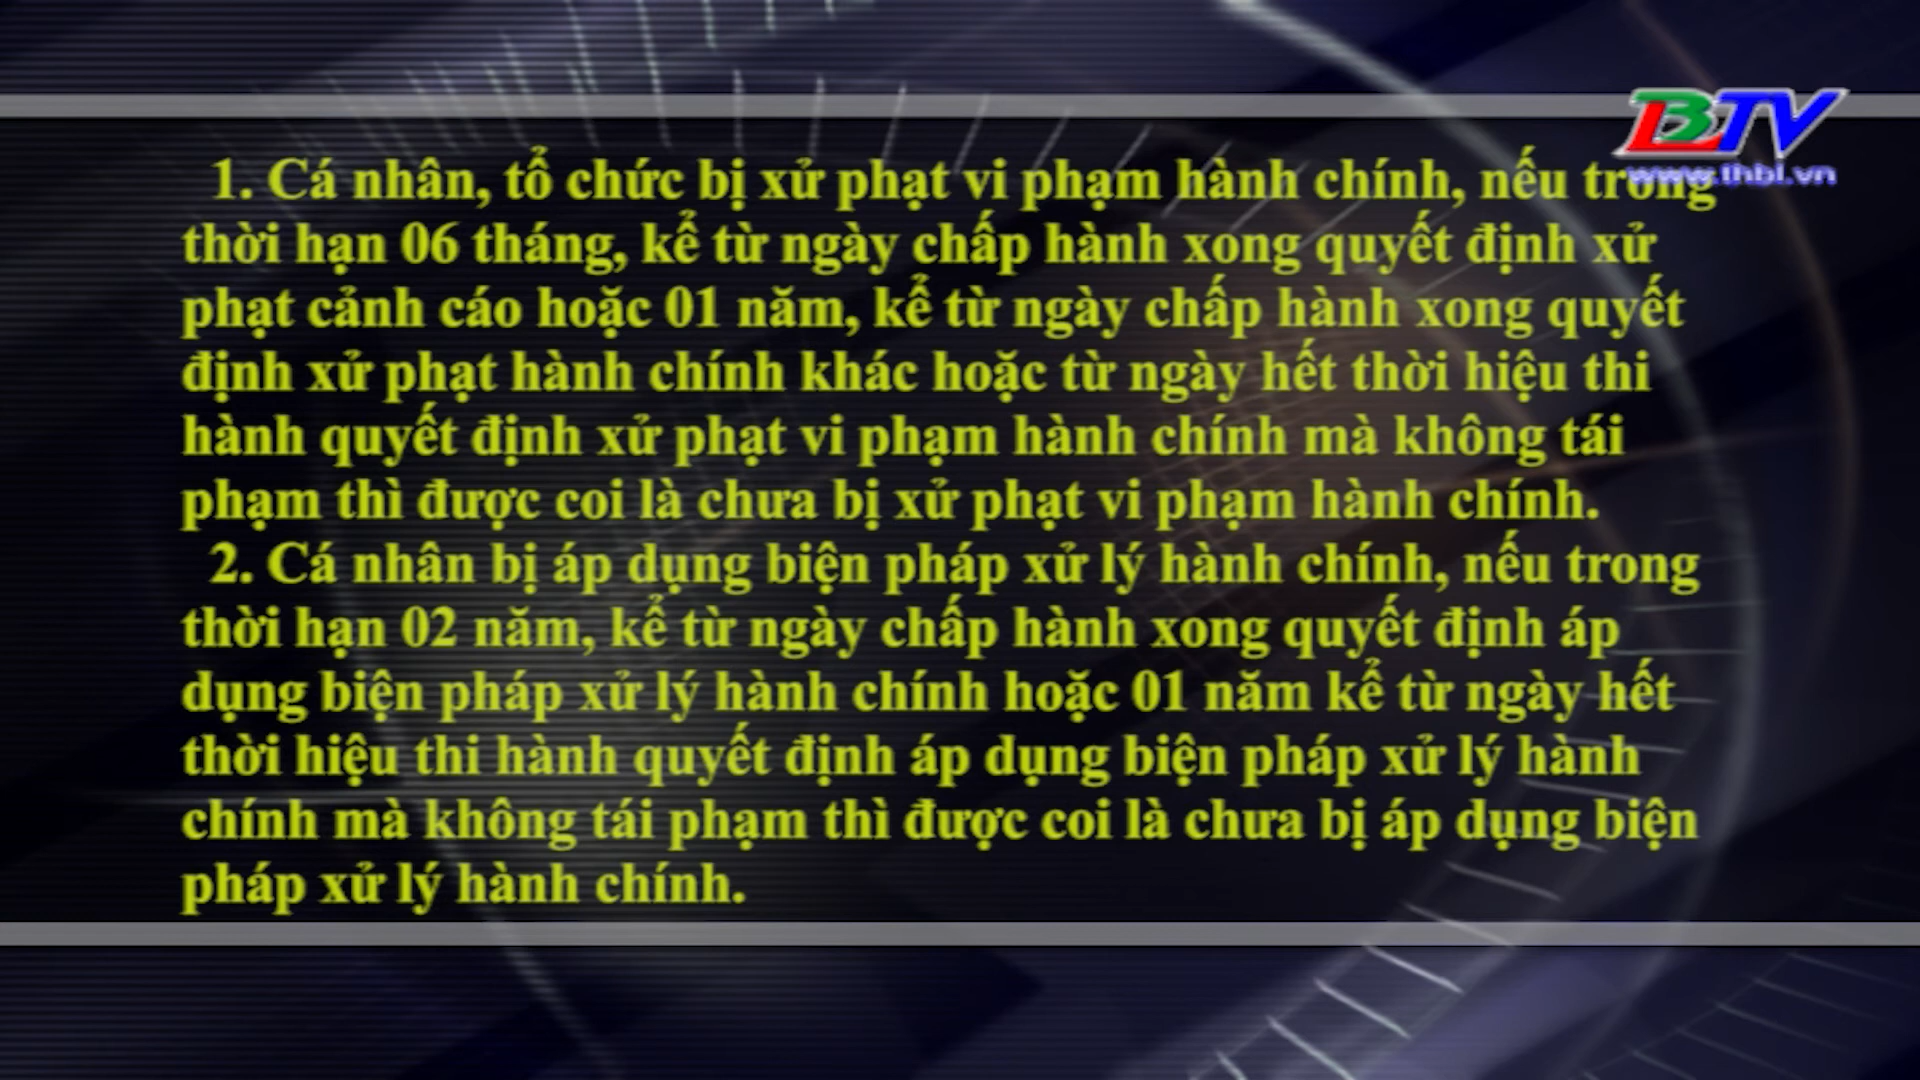 BTV
www.thbl.vn
1. Cá nhân, tổ chức bị xử phạt vi phạm hành chính, nếu trong
thời hạn 06 tháng, kể từ ngày chấp hành xong quyết định xử
phạt cảnh cáo hoặc 01 năm, kể từ ngày chấp hành xong quyết
định xử phạt hành chính khác hoặc từ ngày hết thời hiệu thi
hành quyết định xử phạt vi phạm hành chính mà không tái
phạm thì được coi là chưa bị xử phạt vi phạm hành chính.
2. Cá nhân bị áp dụng biện pháp xử lý hành chính, nếu trong
thời hạn 02 năm, kể từ ngày chấp hành xong quyết định áp
dụng biện pháp xử lý hành chính hoặc 01 năm kể từ ngày hết
thời hiệu thi hành quyết định áp dụng biện pháp xử lý hành
chính mà không tái phạm thì được coi là chưa bị áp dụng biện
pháp xử lý hành chính.